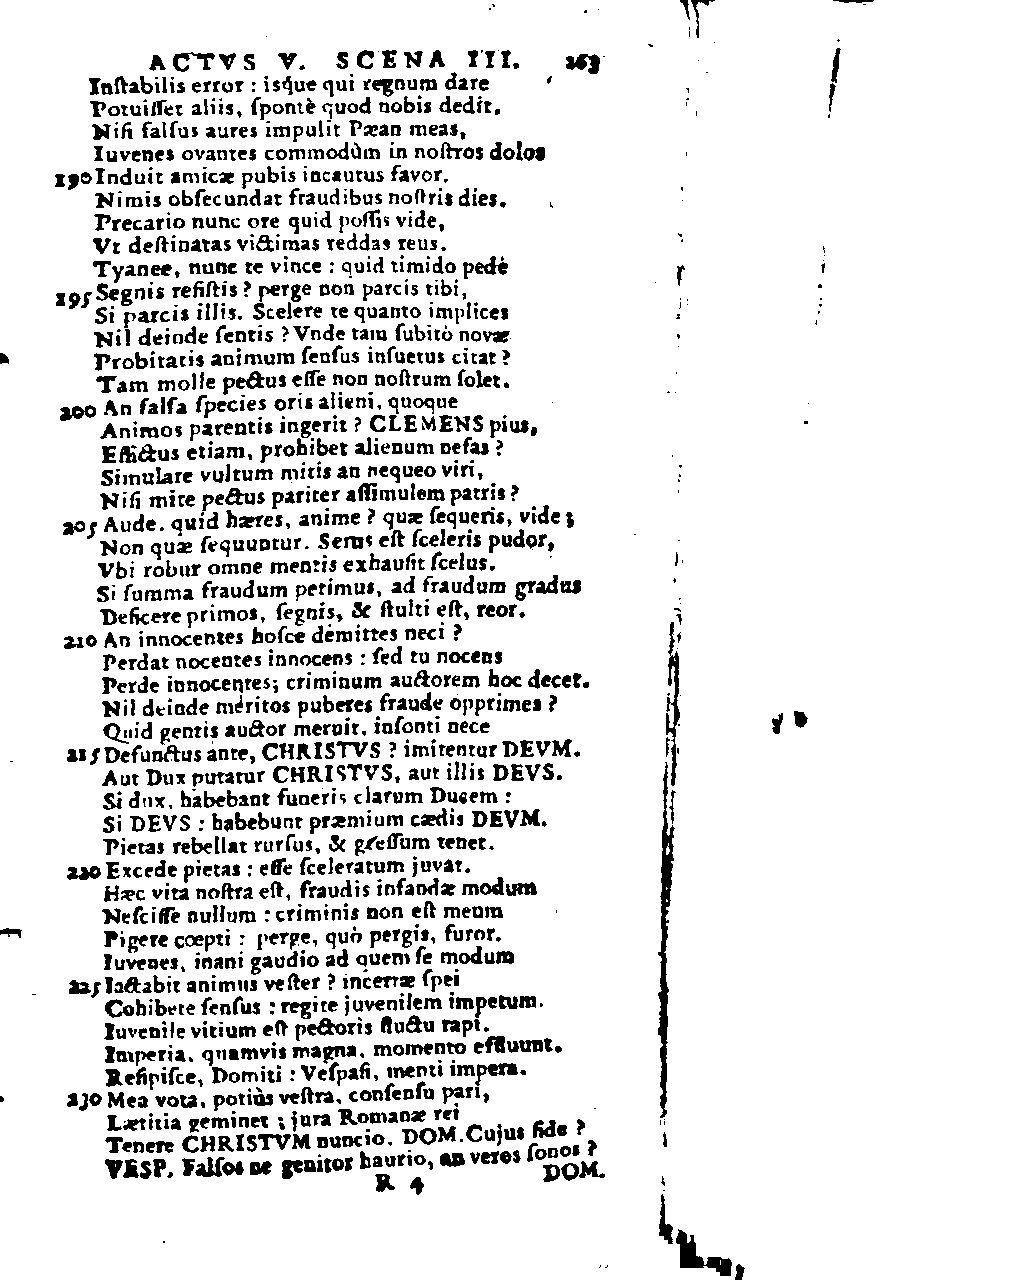 ACTVS V. SCENA III. 263
Inſtabilis error : isque qui regnum dare
Potuiſſet aliis, ſpontè quod nobis dedit.
Niſi falſus aures impulit Pæan meas,
Iuvenes ovantes commodùm in noſtros dolos
190 Induit amicæ pubis incautus favor.
Nimis obſecundat fraudibus noſtris dies.
Precario nunc ore quid poſſis vide,
Vt deſtinatas victimas reddas reus.
Tyanee, nunc te vince : quid timido pede
195 Segnis reſiſtis ? perge non parcis tibi,
Si parcis illis. Scelere te quanto implices
Nil deinde ſentis ? Vnde tam ſubitò novæ
Probitatis animum ſenſus inſuetus citat ?
Tam molle pectus eſſe non noſtrum ſolet.
200 An falſa ſpecies oris alieni, quoque
Animos parentis ingerit ? CLEMENS pius,
Effictus etiam, prohibet alienum nefas ?
Simulare vultum mitis an nequeo viri,
Niſi mite pectus pariter aſſimulem patris ?
205 Aude. quid hæres, anime ? quæ ſequeris, vide ;
Non quæ ſequuntur. Serus eſt ſceleris pudor,
Vbi robur omne mentis exhauſit ſcelus.
Si ſumma fraudum petimus, ad fraudum gradus
Deficere primos, ſegnis, & ſtulti eſt, reor.
210 An innocentes hoſce demittes neci ?
Perdat nocentes innocens : ſed tu nocens
Perde innocentes; criminum auctorem hoc decet.
Nil deinde méritos puberes fraude opprimes ?
Quid gentis auctor meruit, inſonti nece
215 Defunctus ante, CHRISTVS ? imitentur DEVM.
Aut Dux putatur CHRISTVS, aut illis DEVS.
Si dux, habebant funeris clarum Ducem :
Si DEVS : habebunt præmium cædis DEVM.
Pietas rebellat rurſus, & greſſum tenet.
220 Excede pietas : eſſe ſceleratum juvat.
Hæc vita noſtra eſt, fraudis infandæ modum
Neſciſſe nullum : criminis non eſt meum
Pigere cœpti : perge, quò pergis, furor.
Iuvenes, inani gaudio ad quem ſe modum
225 Iactabit animus veſter ? incertæ ſpei
Cohibete ſenſus : regite juvenilem impetum.
Iuvenile vitium eſt pectoris fluctu rapi.
Imperia, quamvis magna, momento effluunt.
Reſipiſce, Domiti : Veſpaſi, menti impera.
230 Mea vota, potiùs veſtra, conſenſu pari,
Lætitia geminet ; jura Romanæ rei
Tenere CHRISTVM nuncio. DOM. Cujus fide ?
VESP. Falſos ne genitor haurio, an veros ſonos ?
R 4 DOM.